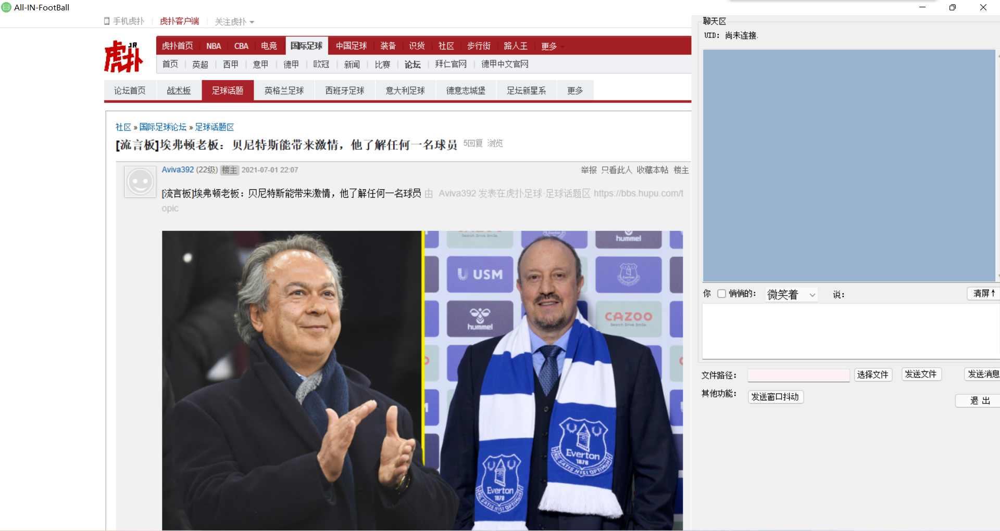 All-IN-FootBall
手机虎扑 虎扑客户端 关注虎扑
虎扑 JR
虎扑首页 NBA CBA 电竞 国际足球 中国足球 装备 识货 社区 步行街 路人王 更多
首页 英超 西甲 意甲 德甲 欧冠 新闻 比赛 论坛 拜仁官网 德甲中文官网
论坛首页 战术板 足球话题 英格兰足球 西班牙足球 意大利足球 德意志城堡 足坛新星系 更多
社区 » 国际足球论坛 » 足球话题区
[流言板]埃弗顿老板：贝尼特斯能带来激情，他了解任何一名球员 5回复 浏览
Aviva392 (22级) 楼主 2021-07-01 22:07 举报 只看此人 收藏本帖 楼主
[流言板]埃弗顿老板：贝尼特斯能带来激情，他了解任何一名球员 由 Aviva392 发表在虎扑足球·足球话题区 https://bbs.hupu.com/t
opic
Search. Drive. Smile.
hummel
USM
hummel
CAZOO
Search. Drive. Smile.
Everton
1878
NIL SATIS NISI OPTIMUM
Everton
1878
NIL SATIS NISI OPTIMUM
聊天区
UID: 尚未连接.
你 悄悄的: 微笑着 说: 清屏↑
文件路径: 选择文件 发送文件 发送消息
其他功能: 发送窗口抖动
退 出